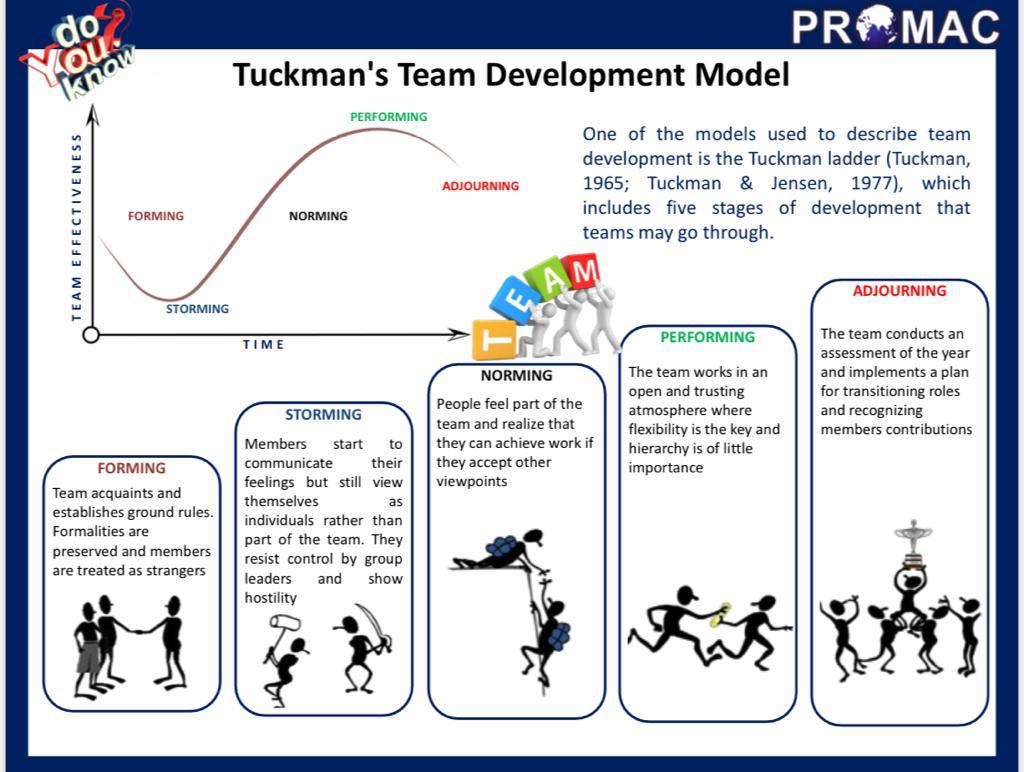 do
You?
know
PROMAC
Tuckman's Team Development Model
TEAM EFFECTIVENESS
FORMING
STORMING
NORMING
PERFORMING
ADJOURNING
TIME
One of the models used to describe team
development is the Tuckman ladder (Tuckman,
1965; Tuckman & Jensen, 1977), which
includes five stages of development that
teams may go through.
TEAM
FORMING
Team acquaints and
establishes ground rules.
Formalities are
preserved and members
are treated as strangers
STORMING
Members start to
communicate their
feelings but still view
themselves as
individuals rather than
part of the team. They
resist control by group
leaders and show
hostility
NORMING
People feel part of the
team and realize that
they can achieve work if
they accept other
viewpoints
PERFORMING
The team works in an
open and trusting
atmosphere where
flexibility is the key and
hierarchy is of little
importance
ADJOURNING
The team conducts an
assessment of the year
and implements a plan
for transitioning roles
and recognizing
members contributions